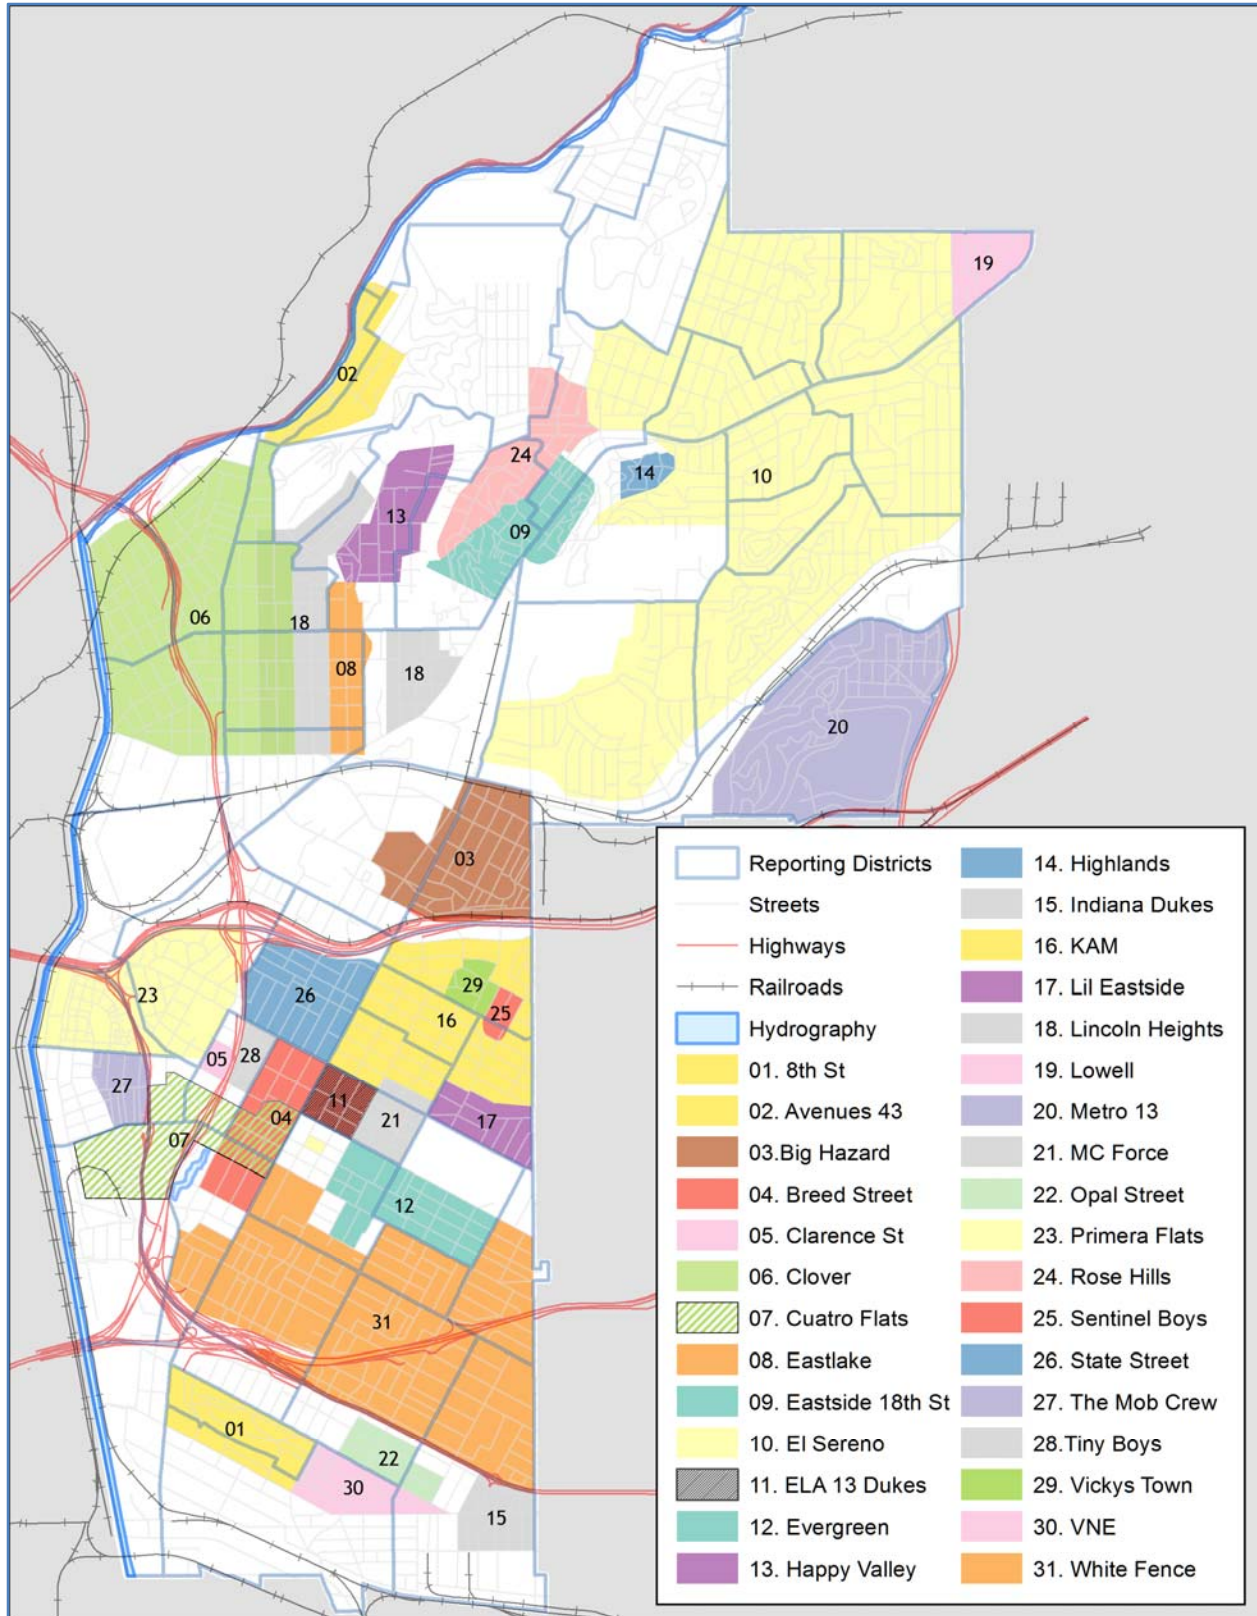 19
02
24
14
10
13
09
06
18
08
18
20
03
29
26
25
23
16
05
28
27
11
04
21
17
07
12
31
01
22
30
15
Reporting Districts
Streets
Highways
Railroads
Hydrography
01. 8th St
02. Avenues 43
03.Big Hazard
04. Breed Street
05. Clarence St
06. Clover
07. Cuatro Flats
08. Eastlake
09. Eastside 18th St
10. El Sereno
11. ELA 13 Dukes
12. Evergreen
13. Happy Valley
14. Highlands
15. Indiana Dukes
16. KAM
17. Lil Eastside
18. Lincoln Heights
19. Lowell
20. Metro 13
21. MC Force
22. Opal Street
23. Primera Flats
24. Rose Hills
25. Sentinel Boys
26. State Street
27. The Mob Crew
28.Tiny Boys
29. Vickys Town
30. VNE
31. White Fence